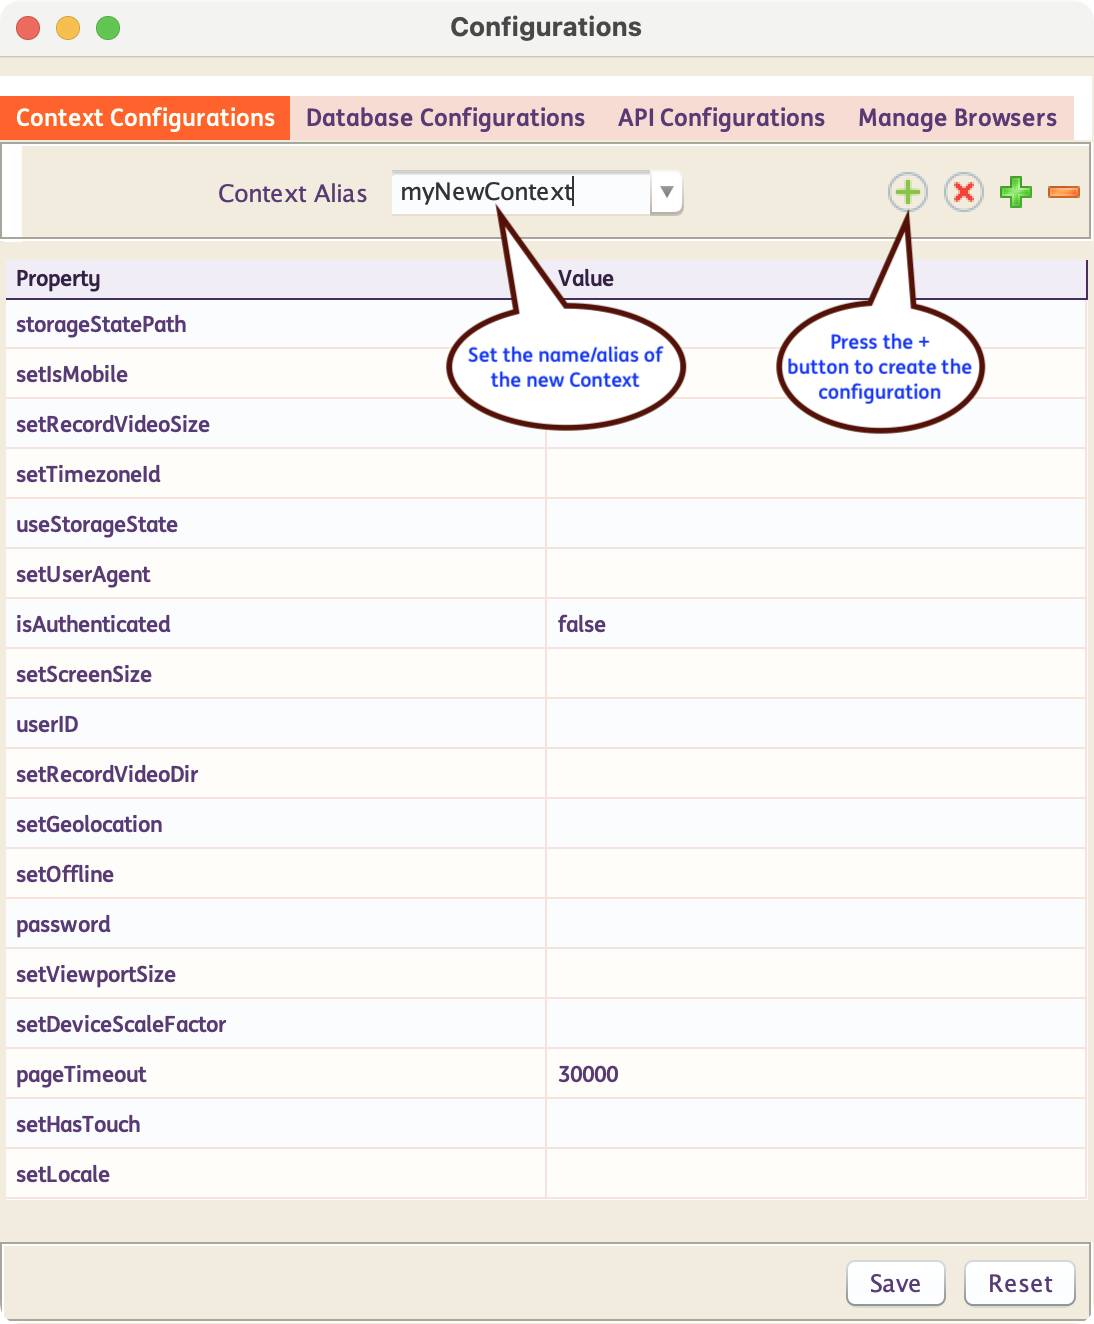 Configurations
Context Configurations Database Configurations API Configurations Manage Browsers
Context Alias myNewContext
Property Value
storageStatePath
Set the name/alias of
the new Context
Press the +
button to create the
configuration
setIsMobile
setRecordVideoSize
setTimezoneId
useStorageState
setUserAgent
isAuthenticated false
setScreenSize
userID
setRecordVideoDir
setGeolocation
setOffline
password
setViewportSize
setDeviceScaleFactor
pageTimeout 30000
setHasTouch
setLocale
Save Reset